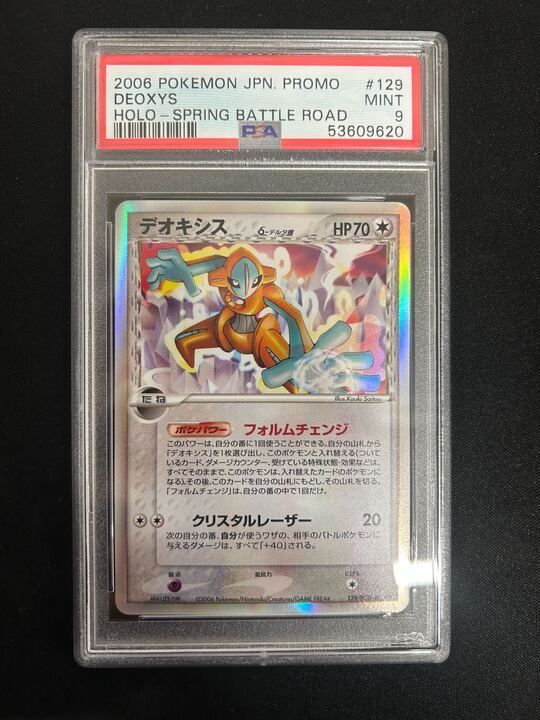 2006 POKEMON JPN. PROMO #129
DEOXYS MINT
HOLO - SPRING BATTLE ROAD 9
PSA 53609620
デオキシス δ-デルタ種 HP70
たね
Illus.Kouki Saitou
ポケパワー フォルムチェンジ
このパワーは、自分の番に1回使うことができる。自分の山札から
「デオキシス」を1枚選び出し、このポケモンと入れ替える(つい
ているカード、ダメージカウンター、受けている特殊状態・効果などは、
すべてそのままで、このポケモンは、入れ替えたカードのポケモンに
なる)。その後、このカードを自分の山札にもどし、その山札を切る。
「フォルムチェンジ」は、自分の番の中で1回だけ。
クリスタルレーザー 20
次の自分の番、自分が使うワザの、相手のバトルポケモンに
与えるダメージは、すべて「+40」される。
弱点 抵抗力 にげる
©2006 Pokémon/Nintendo/Creatures/GAME FREAK